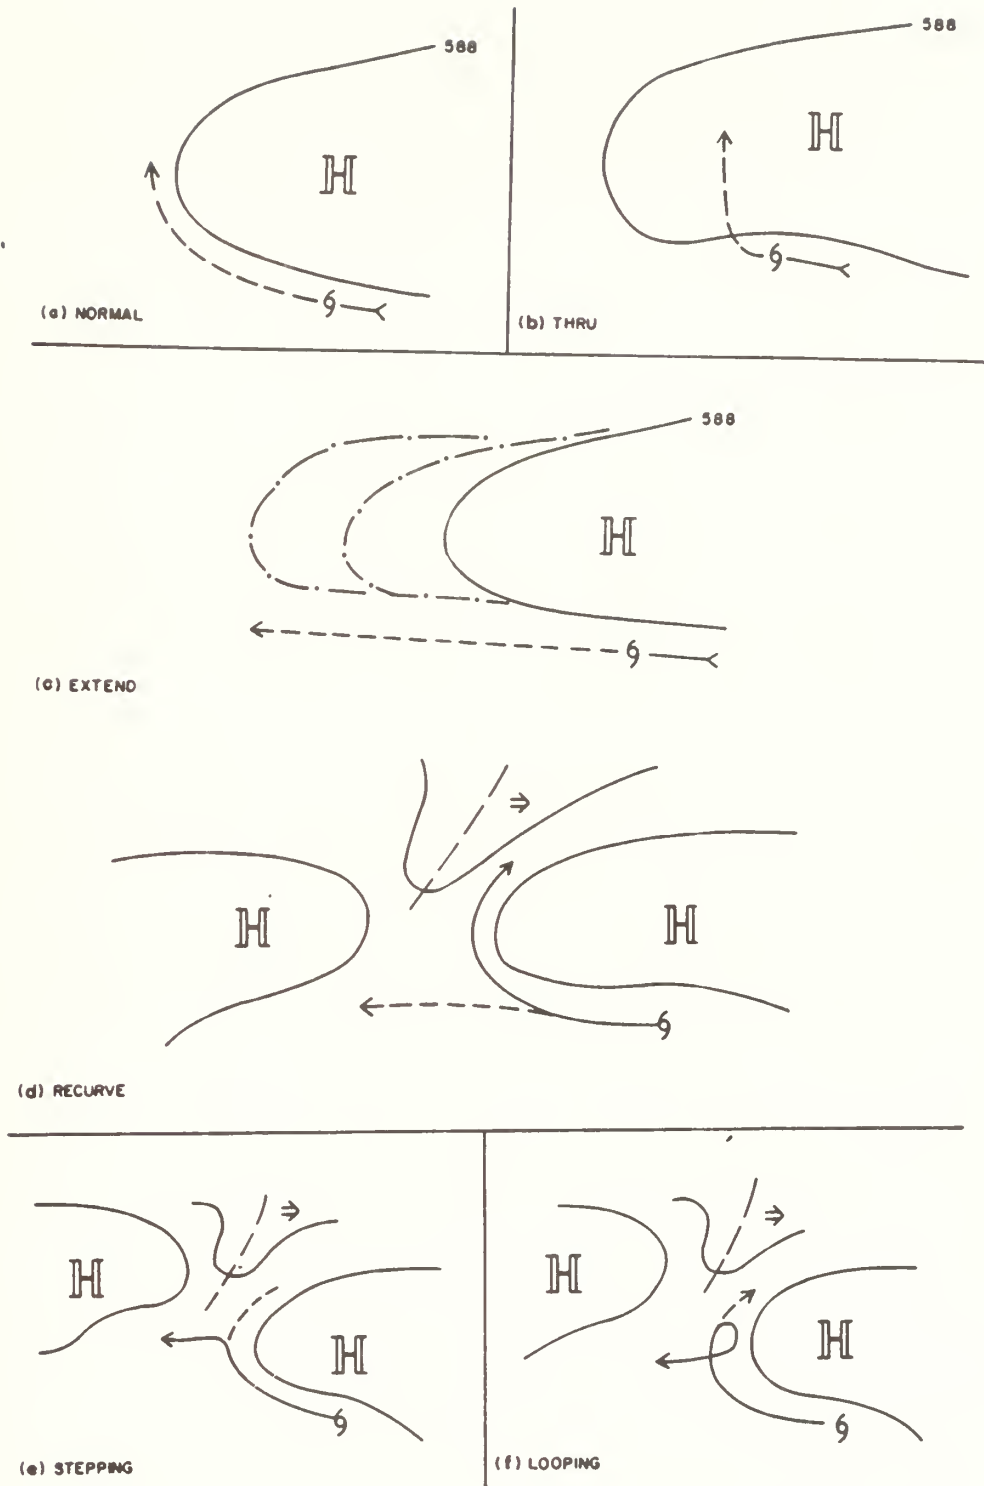 588
H
(a) NORMAL
588
H
(b) THRU
588
H
(c) EXTEND
H
H
(d) RECURVE
H
H
(e) STEPPING
H
H
(f) LOOPING